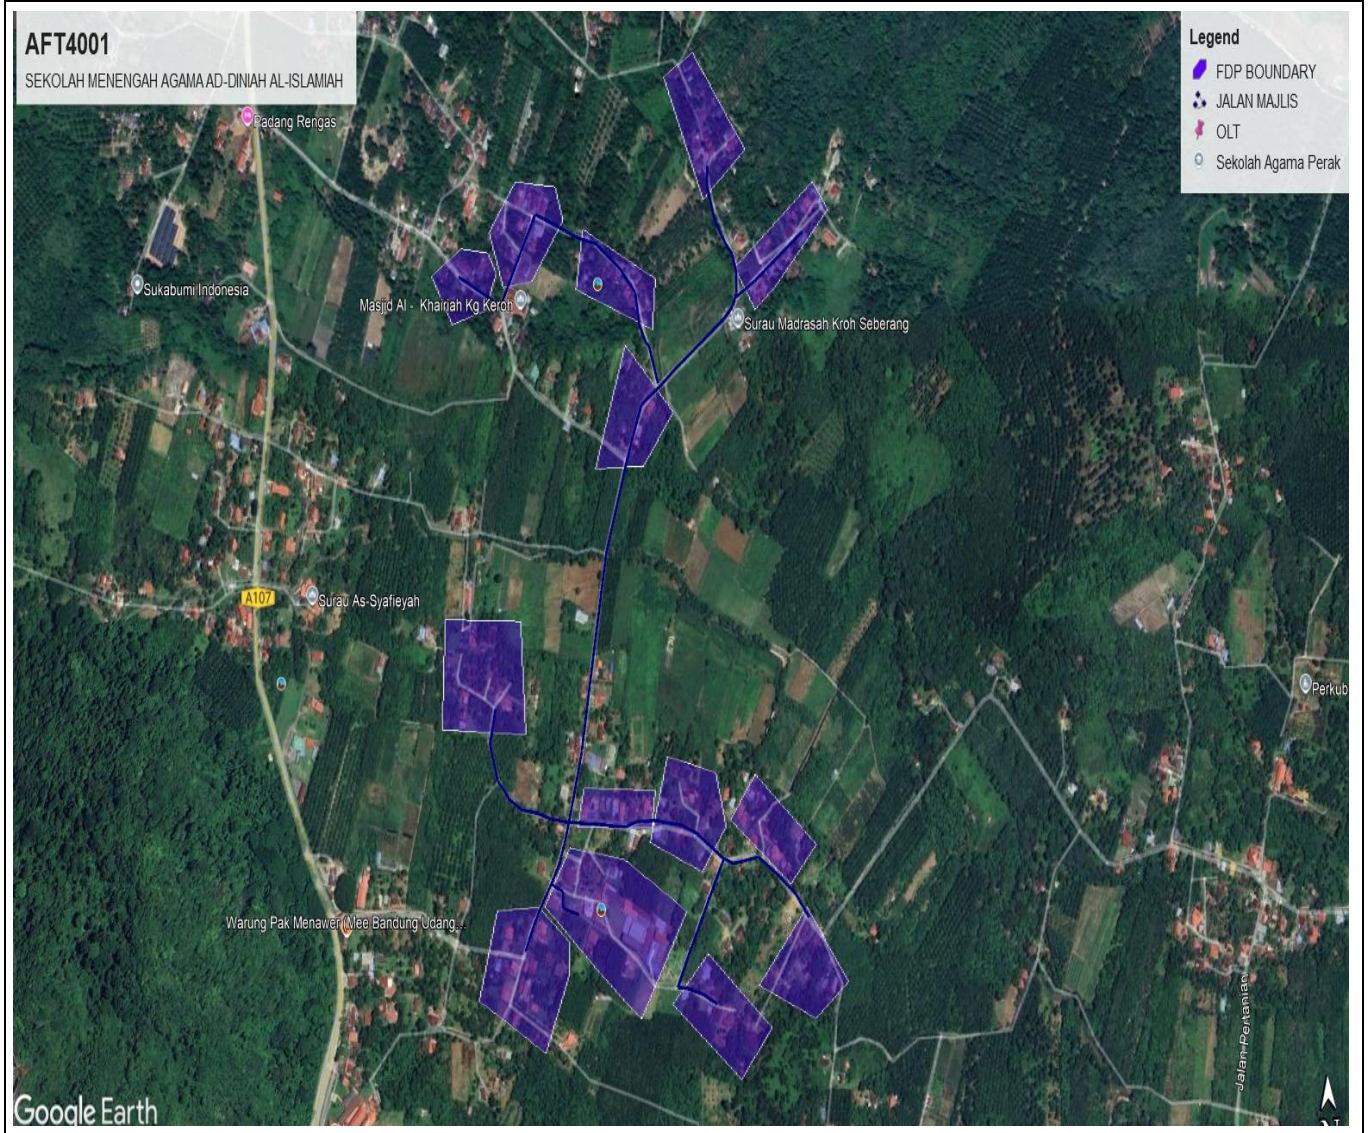 AFT4001
SEKOLAH MENENGAH AGAMA AD-DINIAH AL-ISLAMIAH
Legend
FDP BOUNDARY
JALAN MAJLIS
OLT
Sekolah Agama Perak
Padang Rengas
Sukabumi Indonesia
Masjid Al - Khairiah Kg Keroh
Surau Madrasah Kroh Seberang
A107
Surau As-Syafieyah
Perkub
Warung Pak Menawer (Mee Bandung Udang...
Jalan Pertanian
Google Earth
N